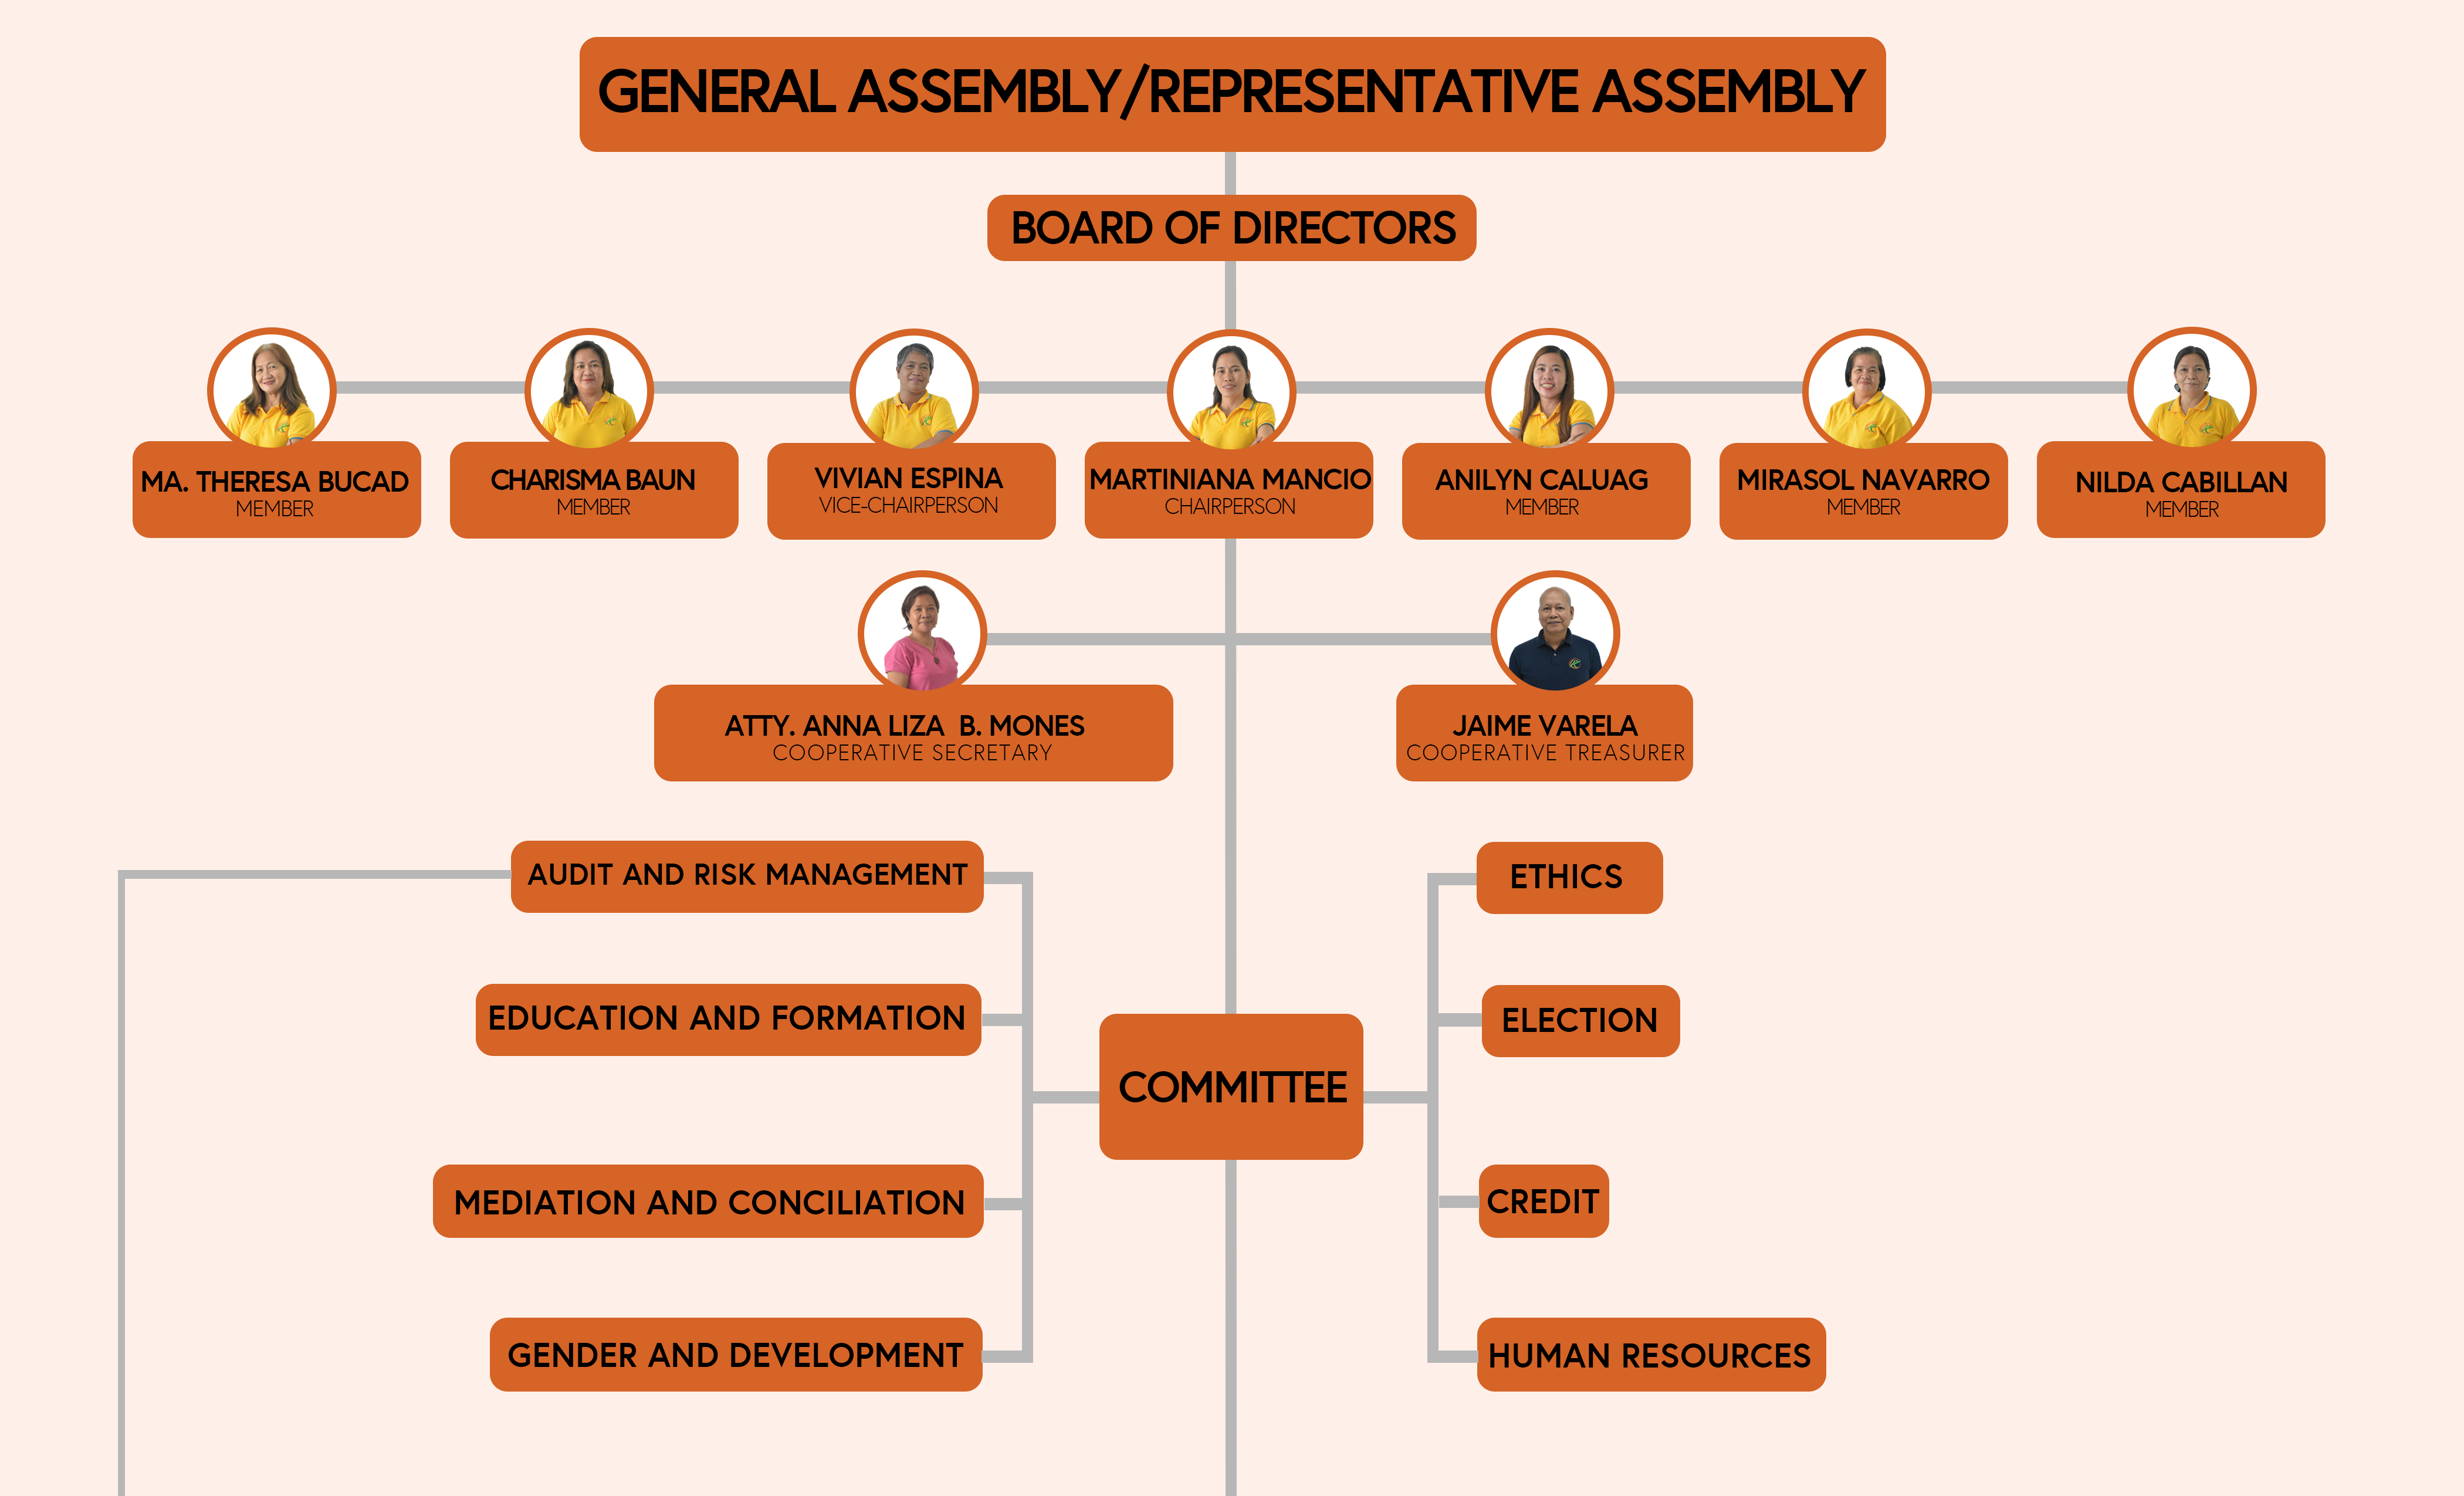 GENERAL ASSEMBLY/REPRESENTATIVE ASSEMBLY
BOARD OF DIRECTORS
MA. THERESA BUCAD
MEMBER
CHARISMA BAUN
MEMBER
VIVIAN ESPINA
VICE-CHAIRPERSON
MARTINIANA MANCIO
CHAIRPERSON
ANILYN CALUAG
MEMBER
MIRASOL NAVARRO
MEMBER
NILDA CABILLAN
MEMBER
ATTY. ANNA LIZA B. MONES
COOPERATIVE SECRETARY
JAIME VARELA
COOPERATIVE TREASURER
AUDIT AND RISK MANAGEMENT
EDUCATION AND FORMATION
MEDIATION AND CONCILIATION
GENDER AND DEVELOPMENT
COMMITTEE
ETHICS
ELECTION
CREDIT
HUMAN RESOURCES